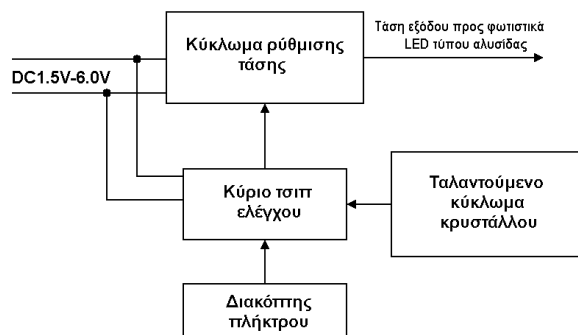 Κύκλωμα ρύθμισης
τάσης
Τάση εξόδου προς φωτιστικά
LED τύπου αλυσίδας
DC1.5V-6.0V
Κύριο τσιπ
ελέγχου
Ταλαντούμενο
κύκλωμα
κρυστάλλου
Διακόπτης
πλήκτρου